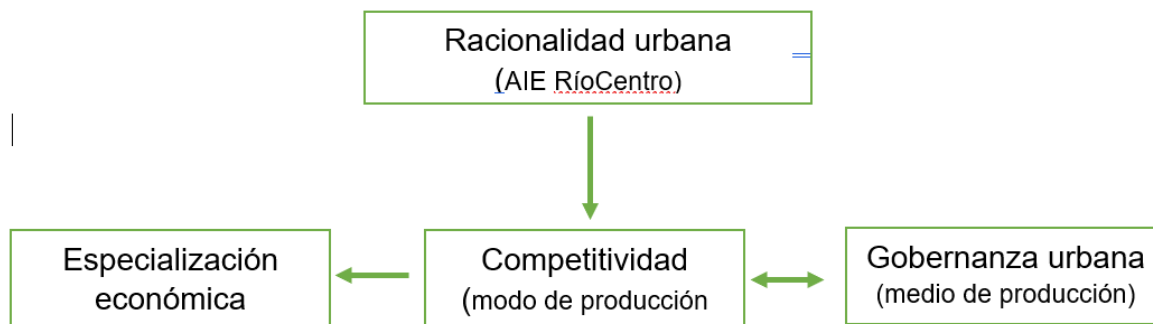 Racionalidad urbana
(AIE RíoCentro)
Especialización
económica
Competitividad
(modo de producción
Gobernanza urbana
(medio de producción)